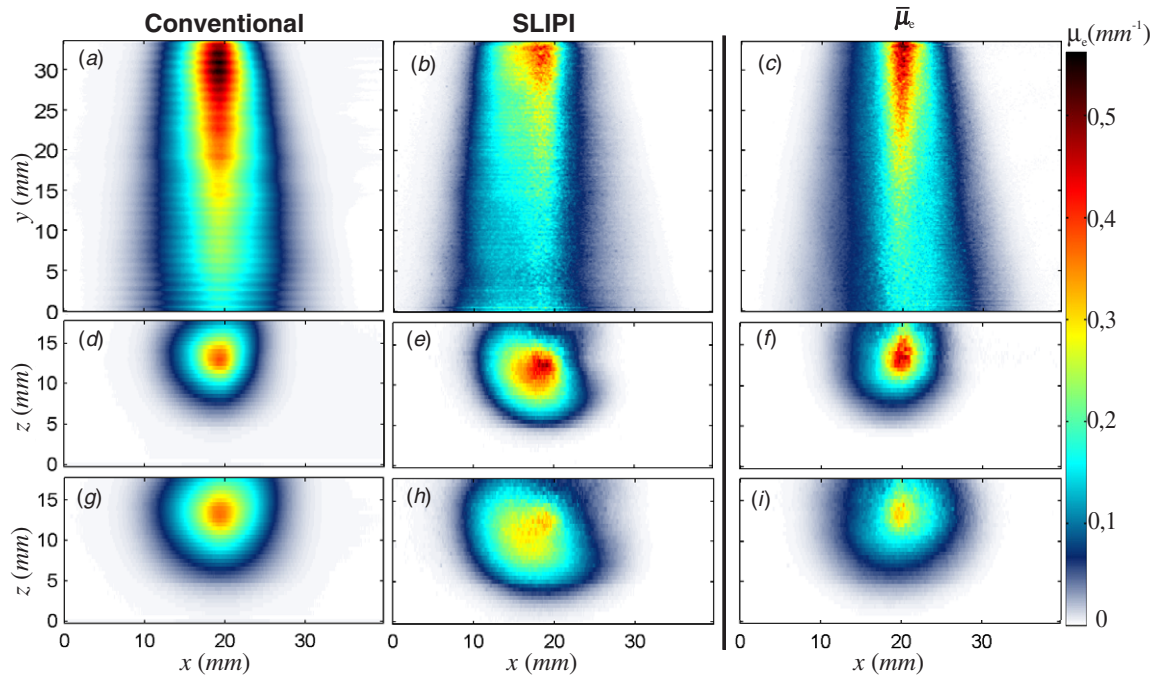 Conventional
SLIPI
μ̄e
μe(mm⁻¹)
(a)
(b)
(c)
30
25
20
15
10
5
0
y (mm)
0,5
0,4
0,3
0,2
0,1
0
(d)
(e)
(f)
15
10
5
0
z (mm)
(g)
(h)
(i)
15
10
5
0
z (mm)
0 10 20 30
0 10 20 30
0 10 20 30
x (mm)
x (mm)
x (mm)